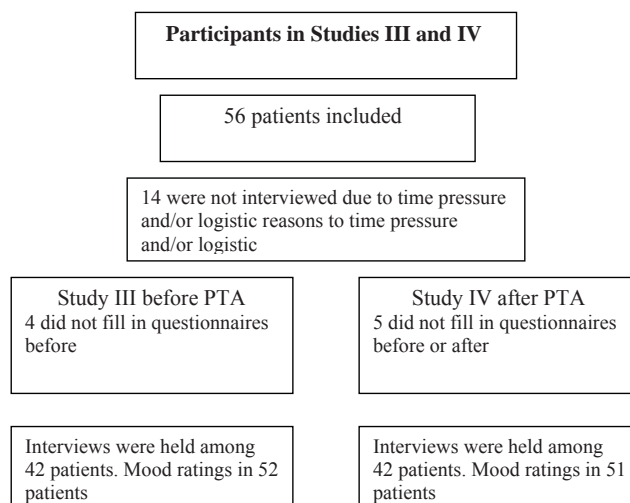 Participants in Studies III and IV
56 patients included
14 were not interviewed due to time pressure
and/or logistic reasons to time pressure
and/or logistic
Study III before PTA
4 did not fill in questionnaires
before
Study IV after PTA
5 did not fill in questionnaires
before or after
Interviews were held among
42 patients. Mood ratings in 52
patients
Interviews were held among
42 patients. Mood ratings in 51
patients